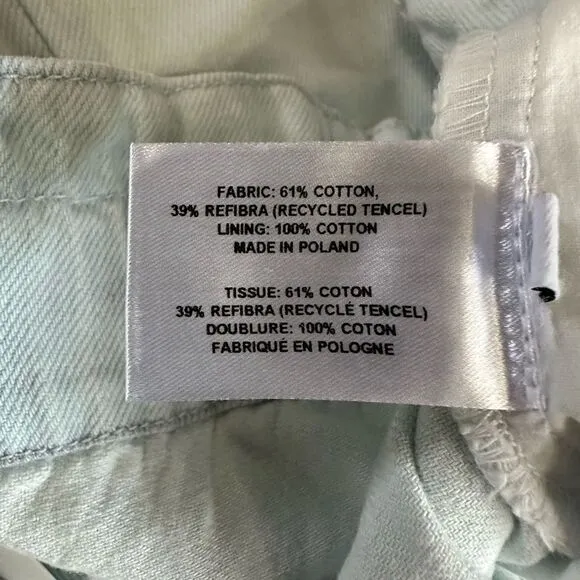 FABRIC: 61% COTTON,
39% REFIBRA (RECYCLED TENCEL)
LINING: 100% COTTON
MADE IN POLAND
TISSUE: 61% COTON
39% REFIBRA (RECYCLÉ TENCEL)
DOUBLURE: 100% COTON
FABRIQUÉ EN POLOGNE